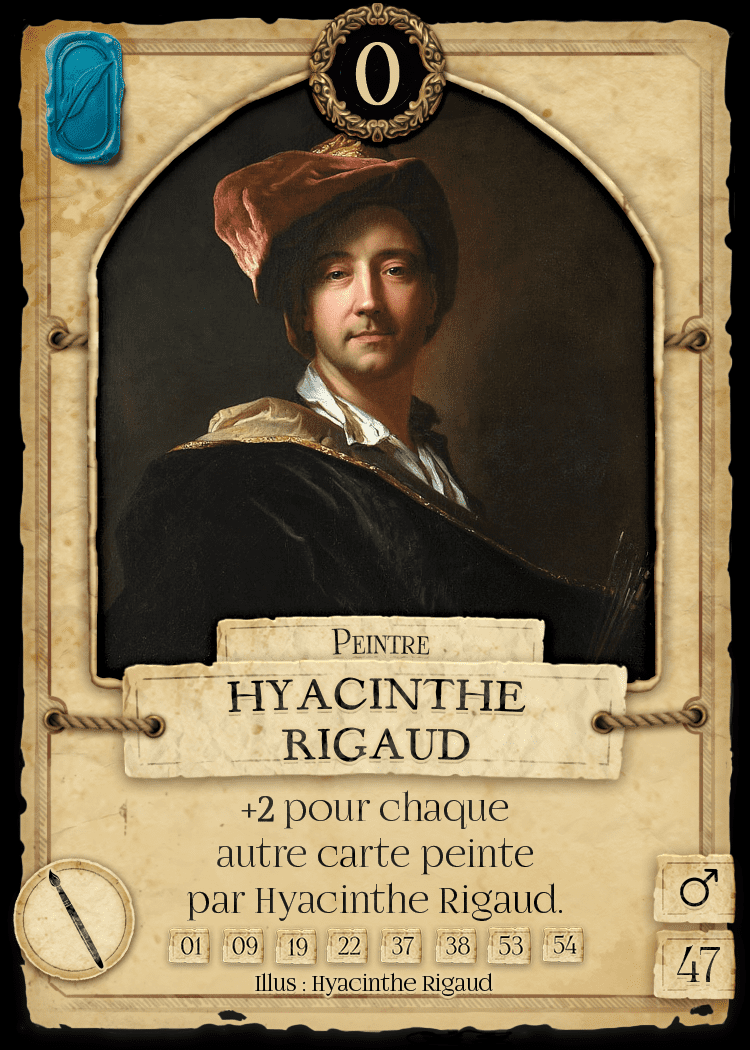 0
PEINTRE
HYACINTHE
RIGAUD
+2 pour chaque
autre carte peinte
par Hyacinthe Rigaud.
01 09 19 22 37 38 53 54
Illus : Hyacinthe Rigaud
♂
47